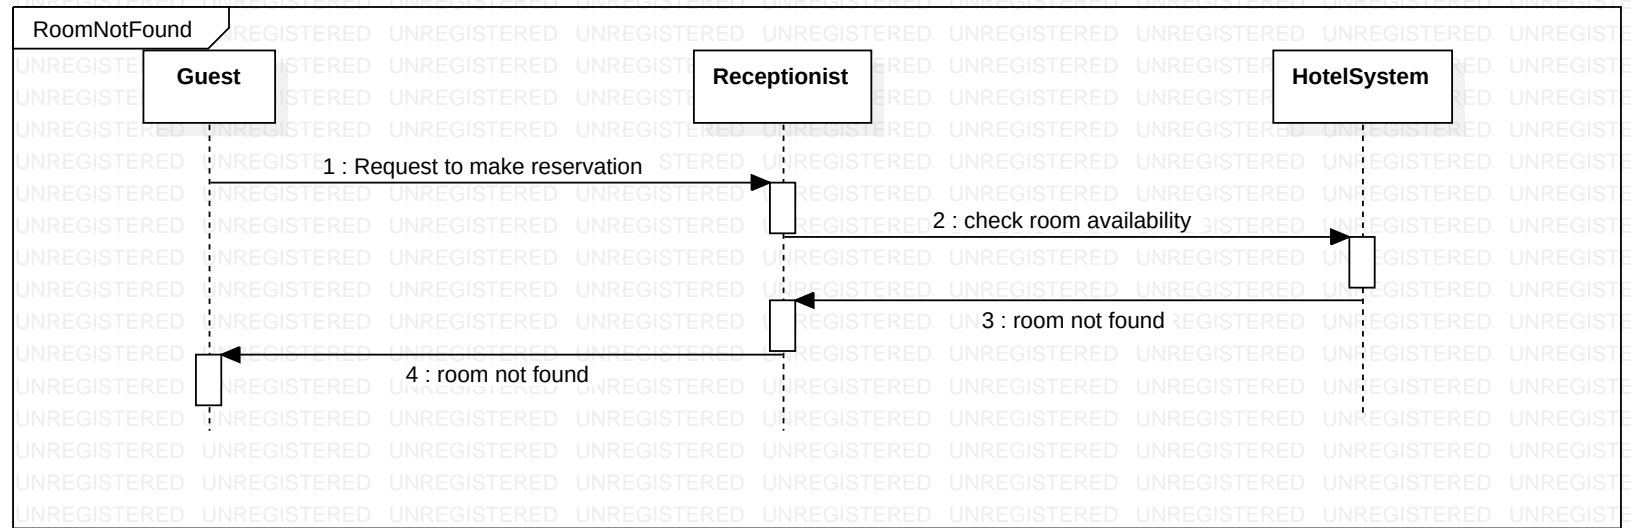 RoomNotFound
Guest
Receptionist
HotelSystem
1 : Request to make reservation
2 : check room availability
3 : room not found
4 : room not found
UNREGISTERED